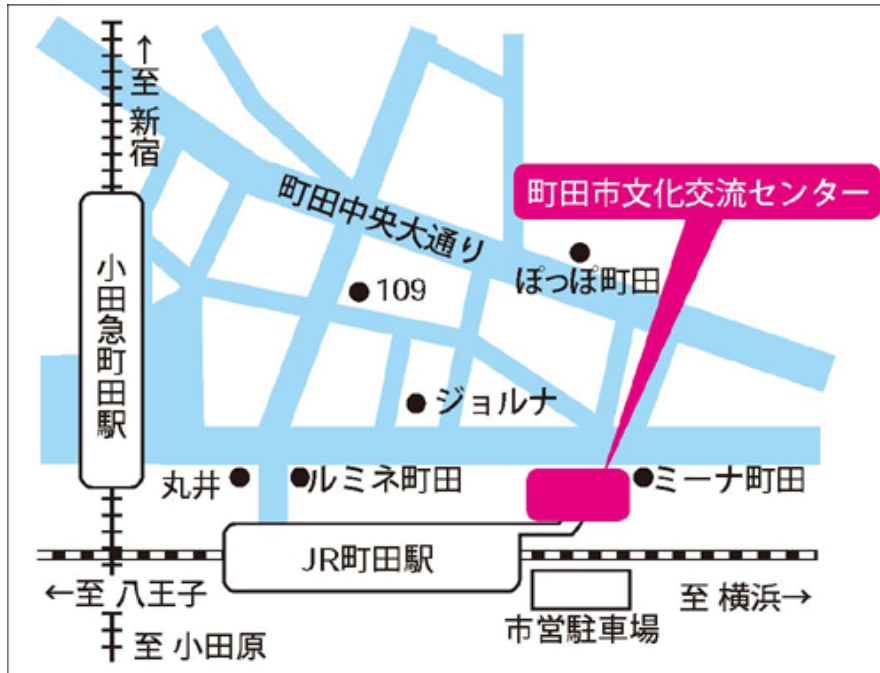 ↑至 新宿
町田市文化交流センター
町田中央大通り
ぽっぽ町田
小田急町田駅
109
ジョルナ
丸井
ルミネ町田
ミーナ町田
JR町田駅
←至 八王子
至 横浜→
市営駐車場
至 小田原